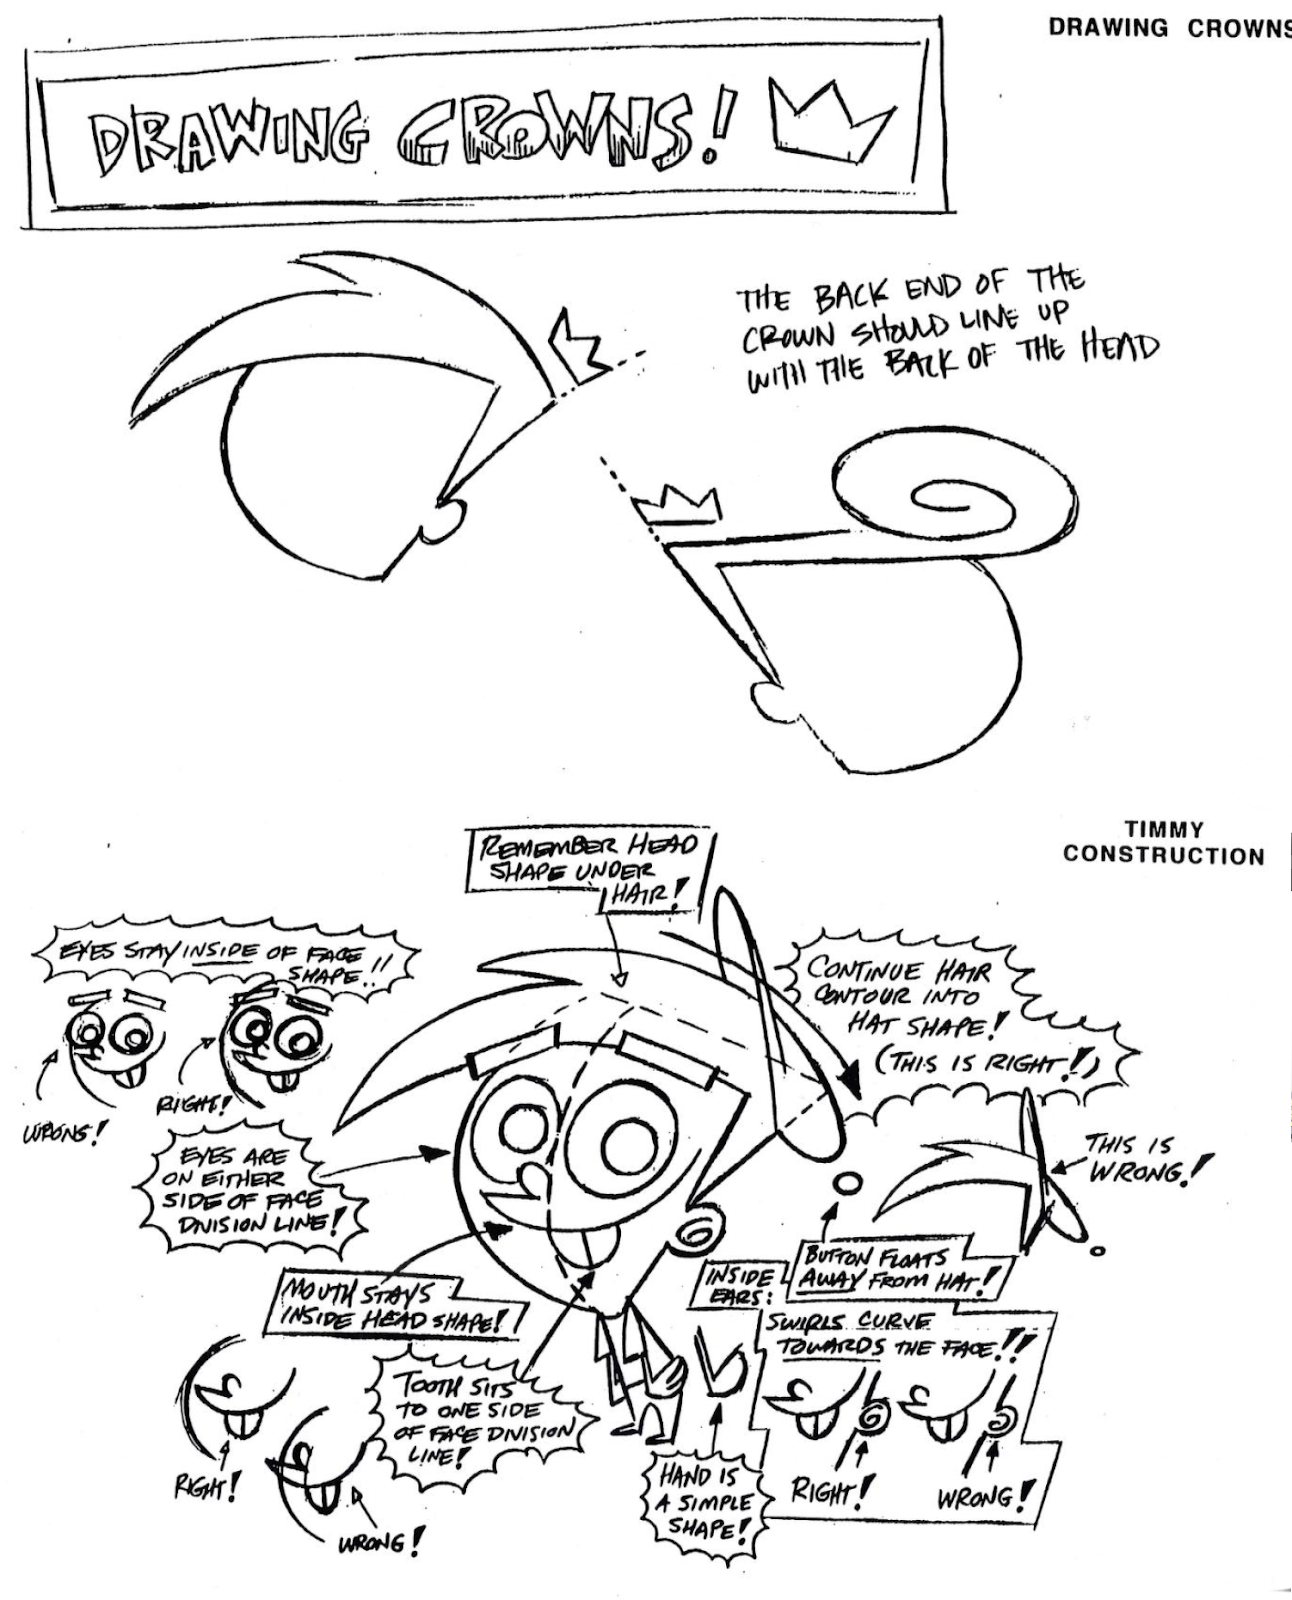 DRAWING CROWNS
DRAWING CROWNS!
THE BACK END OF THE
CROWN SHOULD LINE UP
WITH THE BACK OF THE HEAD
TIMMY
CONSTRUCTION
REMEMBER HEAD
SHAPE UNDER
HAIR!
EYES STAY INSIDE OF FACE
SHAPE!!
WRONG!
RIGHT!
CONTINUE HAIR
CONTOUR INTO
HAT SHAPE!
(THIS IS RIGHT!)
THIS IS
WRONG!
EYES ARE
ON EITHER
SIDE OF FACE
DIVISION LINE!
BUTTON FLOATS
AWAY FROM HAT!
MOUTH STAYS
INSIDE HEAD SHAPE!
INSIDE
EARS:
SWIRLS CURVE
TOWARDS THE FACE!!
TOOTH SITS
TO ONE SIDE
OF FACE DIVISION
LINE!
RIGHT!
WRONG!
HAND IS
A SIMPLE
SHAPE!
RIGHT!
WRONG!